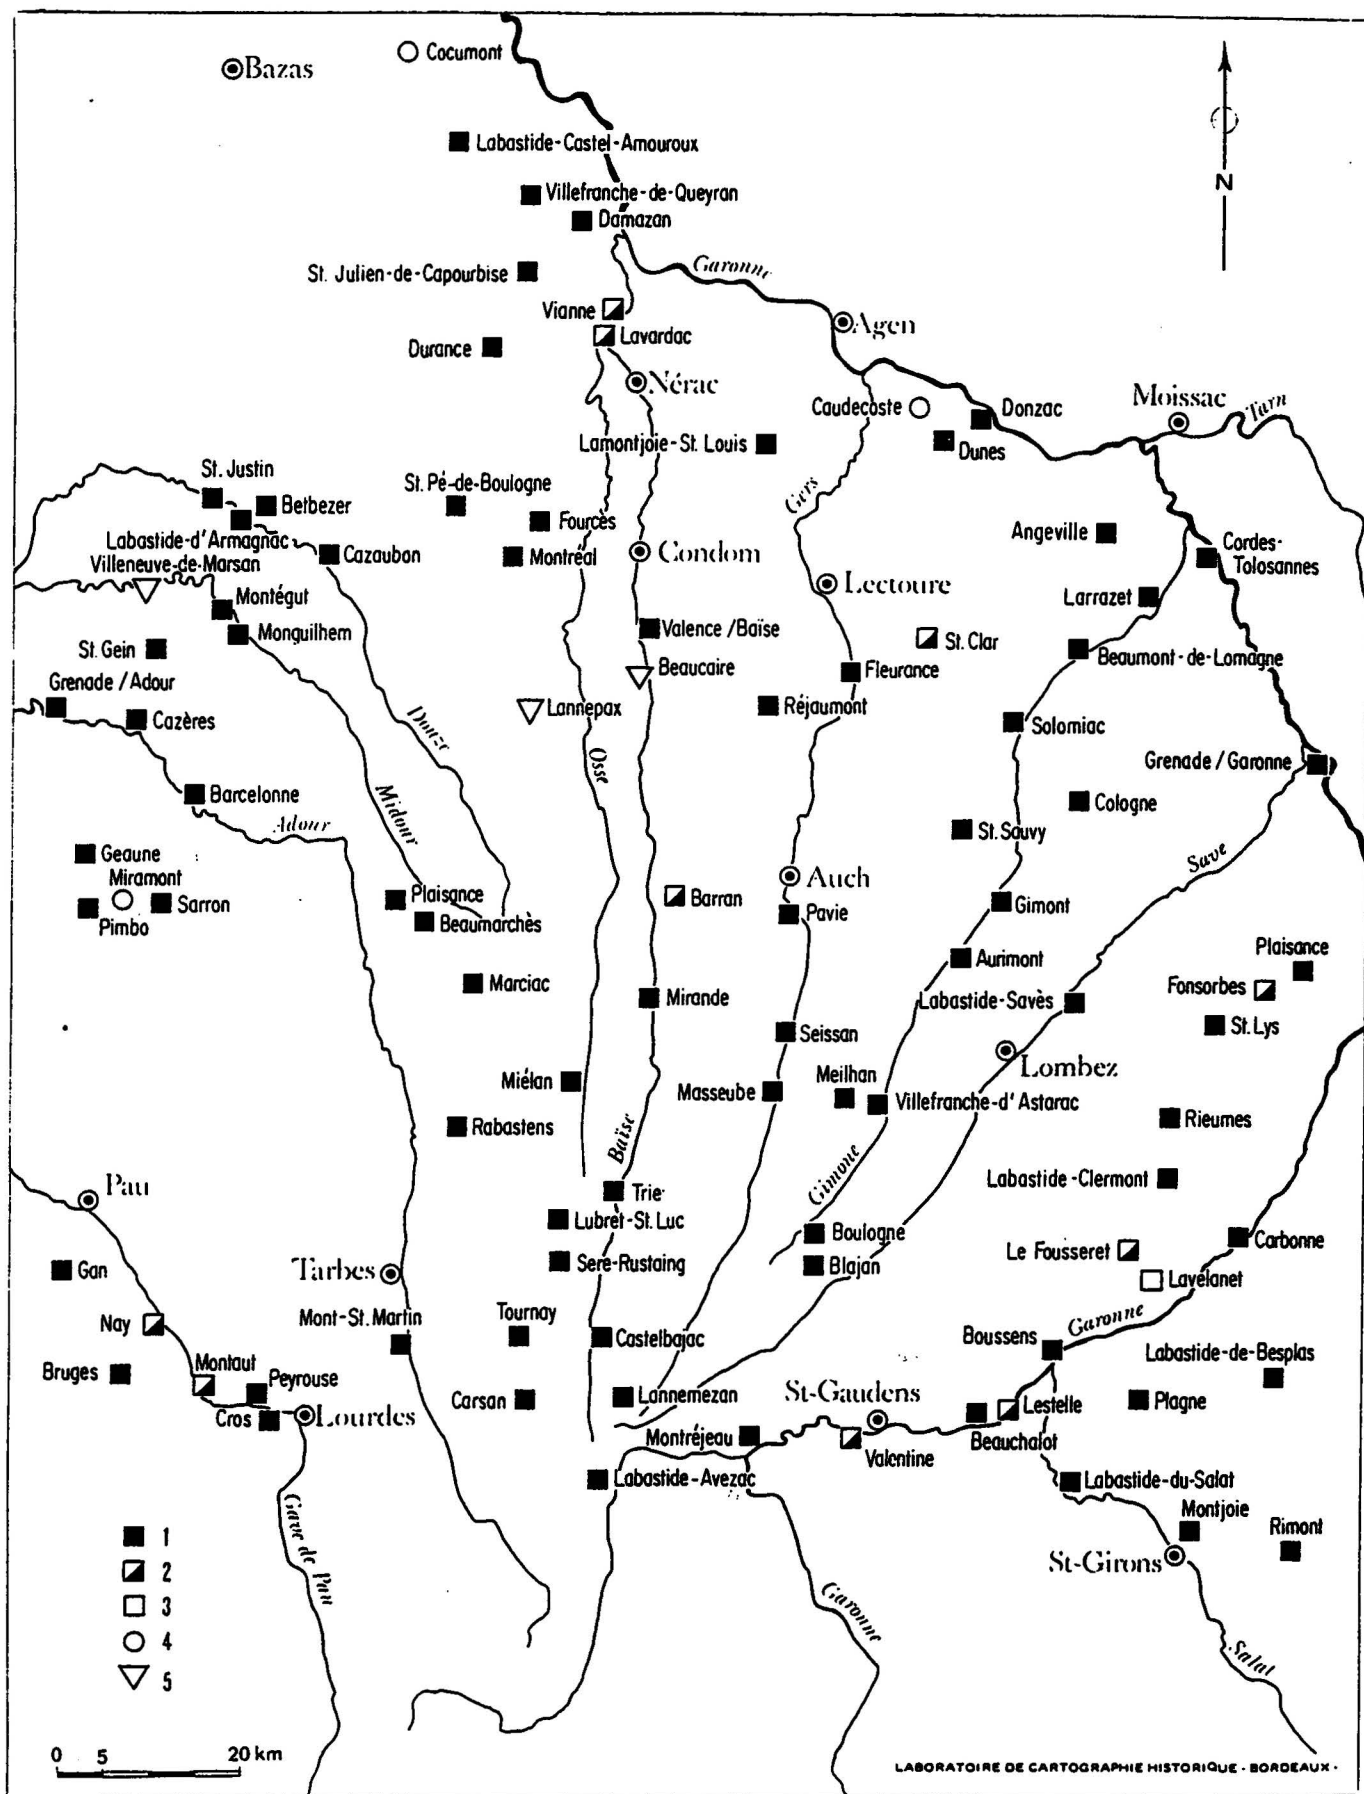 Cocumont
Bazas
Labastide-Castel-Amouroux
Villefranche-de-Queyran
Damazan
N
St. Julien-de-Capourbise
Garonne
Vianne
Lavardac
Agen
Durance
Nérac
Caudecoste
Donzac
Moissac
Tarn
Lamontjoie-St. Louis
Dunes
St. Justin
St. Pé-de-Boulogne
Gers
Betbezer
Fourcès
Angeville
Labastide-d'Armagnac
Cazaubon
Montréal
Condom
Cordes-
Tolosannes
Villeneuve-de-Marsan
Lectoure
Montégut
Larrazet
Monguilhem
Valence/Baïse
St. Clar
St. Gein
Beaucaire
Fleurance
Beaumont-de-Lomagne
Grenade/Adour
Lannepax
Réjaumont
Cazères
Douze
Osse
Solomiac
Grenade/Garonne
Barcelonne
Midour
Cologne
Adour
St. Sauvy
Geaune
Save
Miramont
Auch
Sarron
Plaisance
Barran
Gimont
Pimbo
Beaumarchès
Pavie
Aurimont
Plaisance
Marciac
Mirande
Labastide-Savès
Fonsorbes
St. Lys
Seissan
Lombez
Miélan
Masseube
Meilhan
Villefranche-d'Astarac
Rabastens
Rieumes
Baïse
Gimone
Pau
Trie
Labastide-Clermont
Lubret-St. Luc
Boulogne
Carbonne
Le Fousseret
Gan
Tarbes
Sere-Rustaing
Blajan
Lavelanet
Nay
Mont-St. Martin
Tournay
Castelbajac
Garonne
Boussens
Labastide-de-Besplas
Bruges
Montaut
Peyrouse
Carsan
Lannemezan
St-Gaudens
Lestelle
Plagne
Cros
Lourdes
Montréjeau
Valentine
Beauchalot
Labastide-Avezac
Labastide-du-Salat
Gave de Pau
Montjoie
Rimont
St-Girons
1
2
3
4
5
Garonne
Salat
0 5 20 km
LABORATOIRE DE CARTOGRAPHIE HISTORIQUE - BORDEAUX -